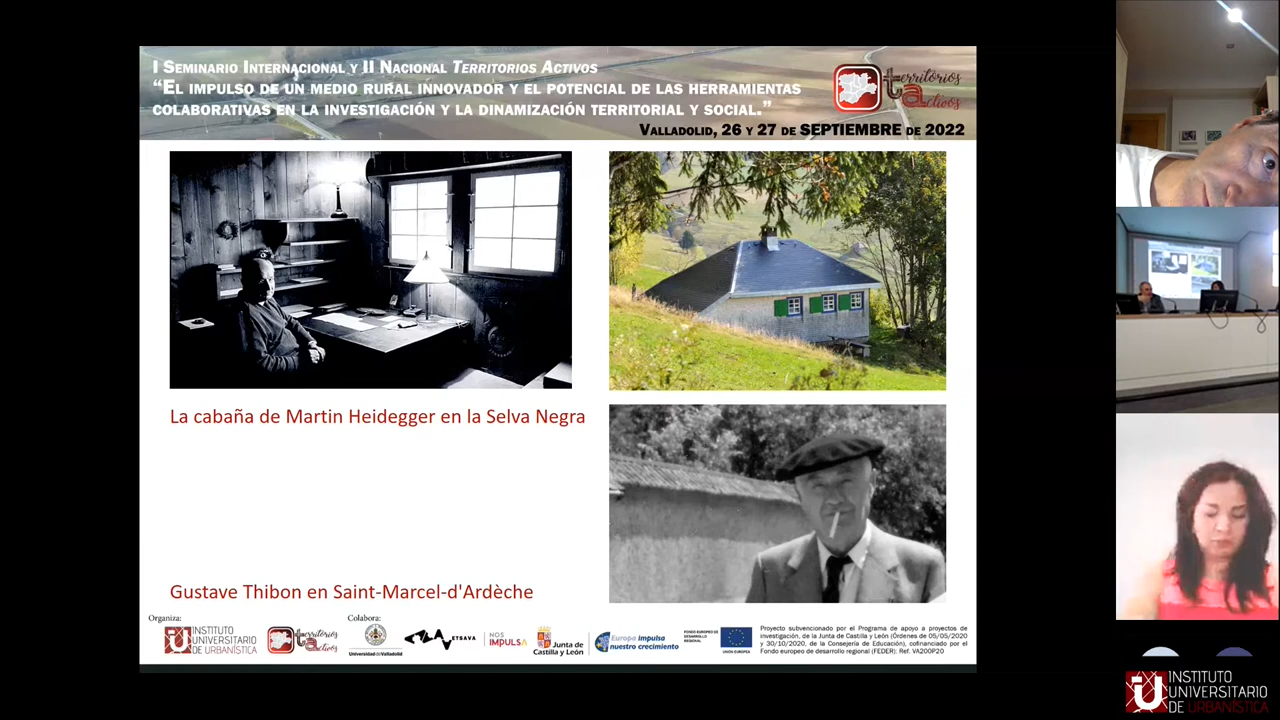 I Seminario Internacional y II Nacional Territorios Activos
“El impulso de un medio rural innovador y el potencial de las herramientas
colaborativas en la investigación y la dinamización territorial y social.”
Valladolid, 26 y 27 de SEPTIEMBRE de 2022
territorios
activos
La cabaña de Martin Heidegger en la Selva Negra
Gustave Thibon en Saint-Marcel-d'Ardèche
Organiza:
INSTITUTO
UNIVERSITARIO
DE URBANÍSTICA
territorios
activos
Colabora:
Universidad de Valladolid
ETSAVA
NOS
IMPULSA
Junta de
Castilla y León
Europa impulsa
nuestro crecimiento
FONDO EUROPEO DE
DESARROLLO
REGIONAL
UNIÓN EUROPEA
Proyecto subvencionado por el Programa de apoyo a proyectos de
investigación, de la Junta de Castilla y León (Órdenes de 05/05/2020
y 30/10/2020, de la Consejería de Educación), cofinanciado por el
Fondo europeo de desarrollo regional (FEDER): Ref. VA200P20
INSTITUTO
UNIVERSITARIO
DE URBANÍSTICA